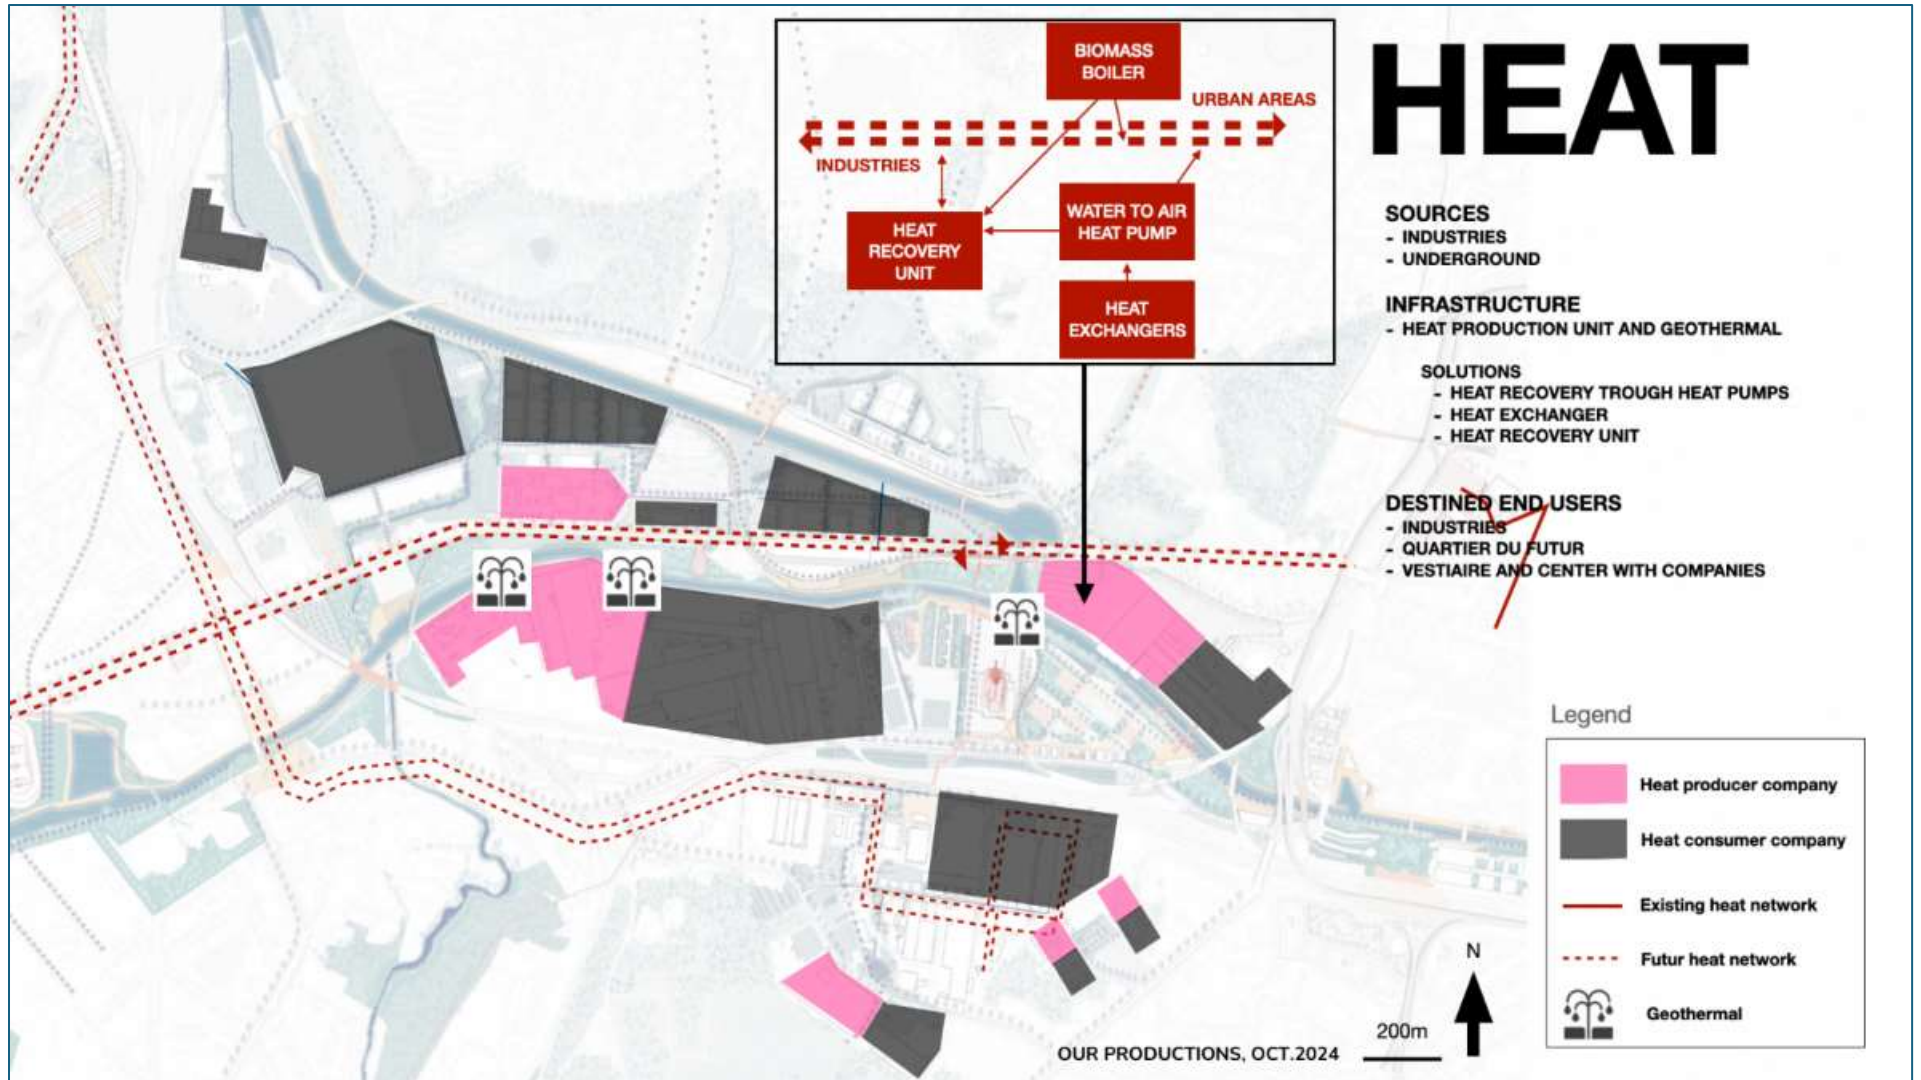 HEAT
BIOMASS
BOILER
URBAN AREAS
INDUSTRIES
HEAT
RECOVERY
UNIT
WATER TO AIR
HEAT PUMP
HEAT
EXCHANGERS
SOURCES
- INDUSTRIES
- UNDERGROUND
INFRASTRUCTURE
- HEAT PRODUCTION UNIT AND GEOTHERMAL
SOLUTIONS
- HEAT RECOVERY TROUGH HEAT PUMPS
- HEAT EXCHANGER
- HEAT RECOVERY UNIT
DESTINED END USERS
- INDUSTRIES
- QUARTIER DU FUTUR
- VESTIAIRE AND CENTER WITH COMPANIES
Legend
Heat producer company
Heat consumer company
Existing heat network
Futur heat network
Geothermal
N
200m
OUR PRODUCTIONS, OCT.2024